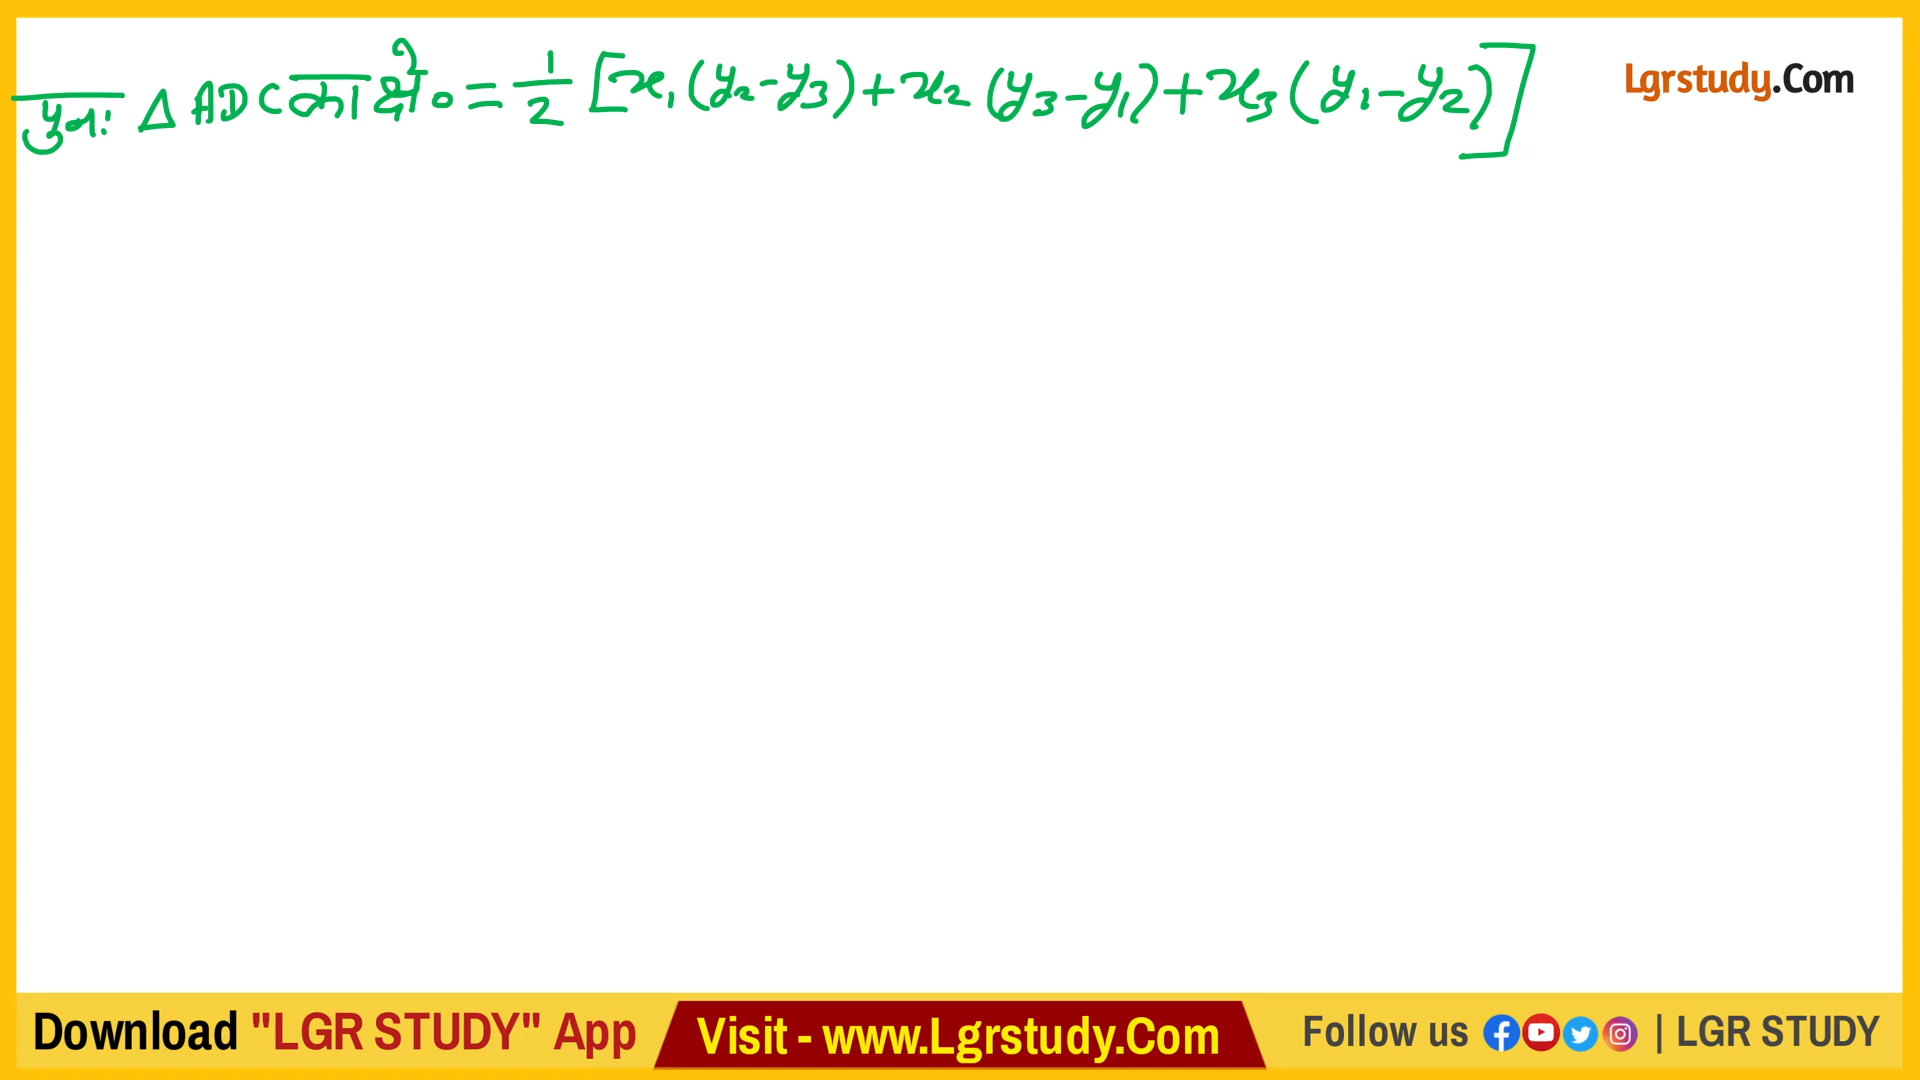 पुनः Δ ADC का क्षे० = 1/2 [x₁(y₂-y₃)+x₂(y₃-y₁)+x₃(y₁-y₂)]
Lgrstudy.Com
Download "LGR STUDY" App
Visit - www.Lgrstudy.Com
Follow us | LGR STUDY